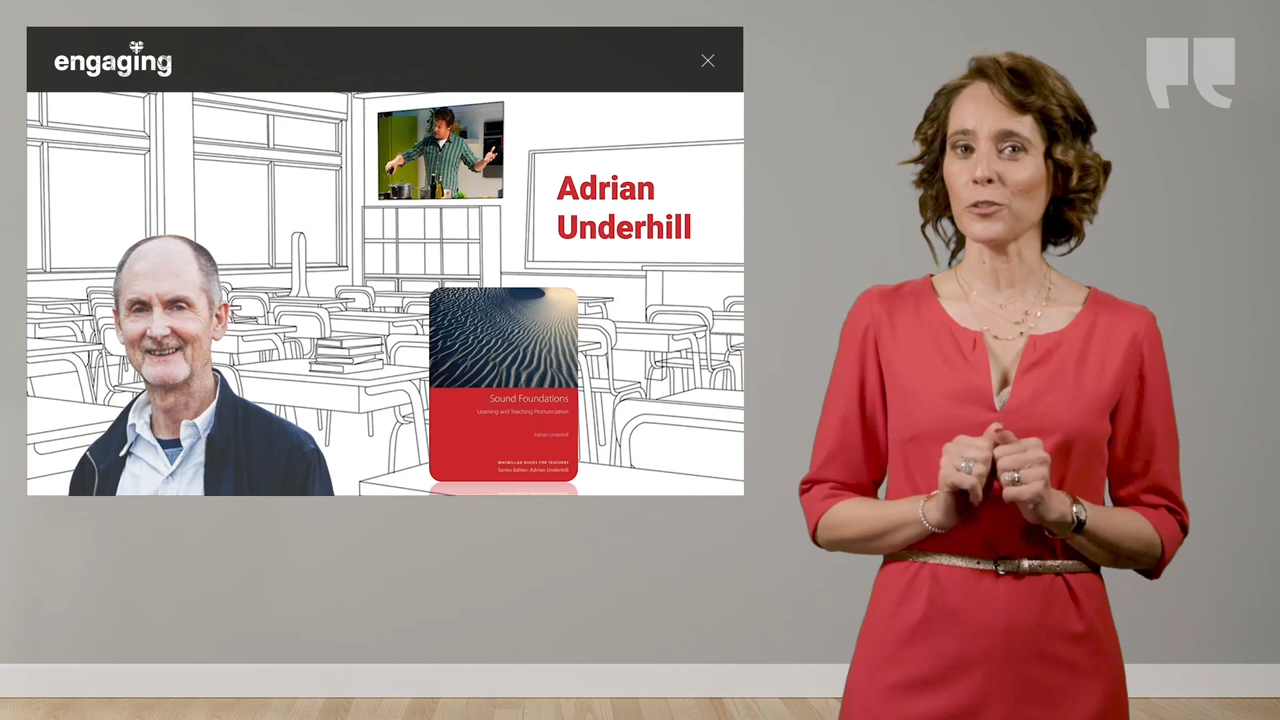 engaging
Adrian
Underhill
Sound Foundations
Learning and Teaching Pronunciation
Adrian Underhill
MACMILLAN BOOKS FOR TEACHERS
Series Editor: Adrian Underhill